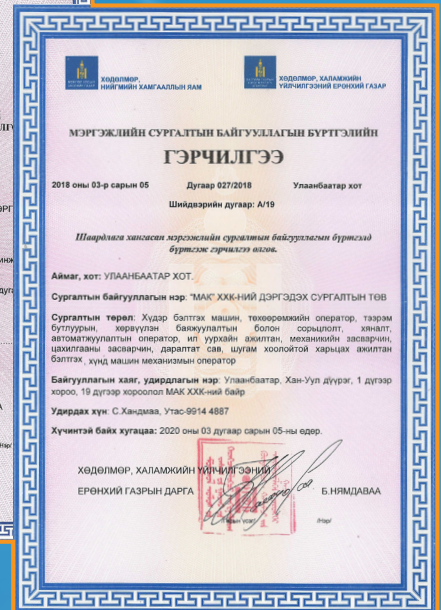 ХӨДӨЛМӨР,
НИЙГМИЙН ХАМГААЛЛЫН ЯАМ
ХӨДӨЛМӨР, ХАЛАМЖИЙН
ҮЙЛЧИЛГЭЭНИЙ ЕРӨНХИЙ ГАЗАР
МЭРГЭЖЛИЙН СУРГАЛТЫН БАЙГУУЛЛАГЫН БҮРТГЭЛИЙН
ГЭРЧИЛГЭЭ
2018 оны 03-р сарын 05 Дугаар 027/2018 Улаанбаатар хот
Шийдвэрийн дугаар: А/19
Шаардлага хангасан мэргэжлийн сургалтын байгууллагын бүртгэлд
бүртгэж гэрчилгээ олгов.
Аймаг, хот: УЛААНБААТАР ХОТ.
Сургалтын байгууллагын нэр: "МАК" ХХК-НИЙ ДЭРГЭДЭХ СУРГАЛТЫН ТӨВ
Сургалтын төрөл: Хүдэр бэлтгэх машин, төхөөрөмжийн оператор, тээрэм
бутлуурын, хөрвүүлэн баяжуулалтын болон сорьцлолт, хяналт,
автоматжуулалтын оператор, ил уурхайн ажилтан, механикийн засварчин,
цахилгааны засварчин, даралтат сав, шугам хоолойтой харьцах ажилтан
бэлтгэх, хүнд машин механизмын оператор
Байгууллагын хаяг, удирдлагын нэр: Улаанбаатар, Хан-Уул дүүрэг, 1 дүгээр
хороо, 19 дүгээр хороолол МАК ХХК-ний байр
Удирдах хүн: С.Хандмаа, Утас-9914 4887
Хүчинтэй байх хугацаа: 2020 оны 03 дугаар сарын 05-ны өдөр.
ХӨДӨЛМӨР, ХАЛАМЖИЙН ҮЙЛЧИЛГЭЭНИЙ
ЕРӨНХИЙ ГАЗРЫН ДАРГА Б.НЯМДАВАА
/Нэр/